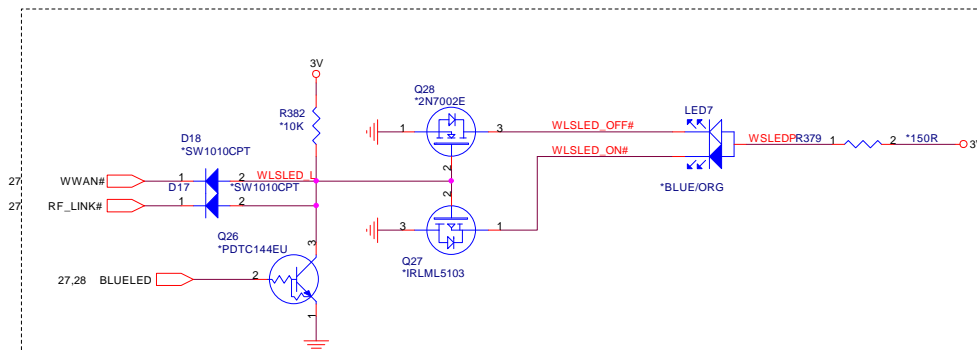 3V
R382
*10K
Q28
*2N7002E
1
3
2
WLSLED_OFF#
LED7
WLSLED_ON#
WSLEDP
R379
1
2
*150R
3V
*BLUE/ORG
D18
*SW1010CPT
27
WWAN#
1
2
WLSLED_L
D17
*SW1010CPT
27
RF_LINK#
1
2
2
3
1
Q27
*IRLML5103
Q26
*PDTC144EU
3
27,28
BLUELED
2
1